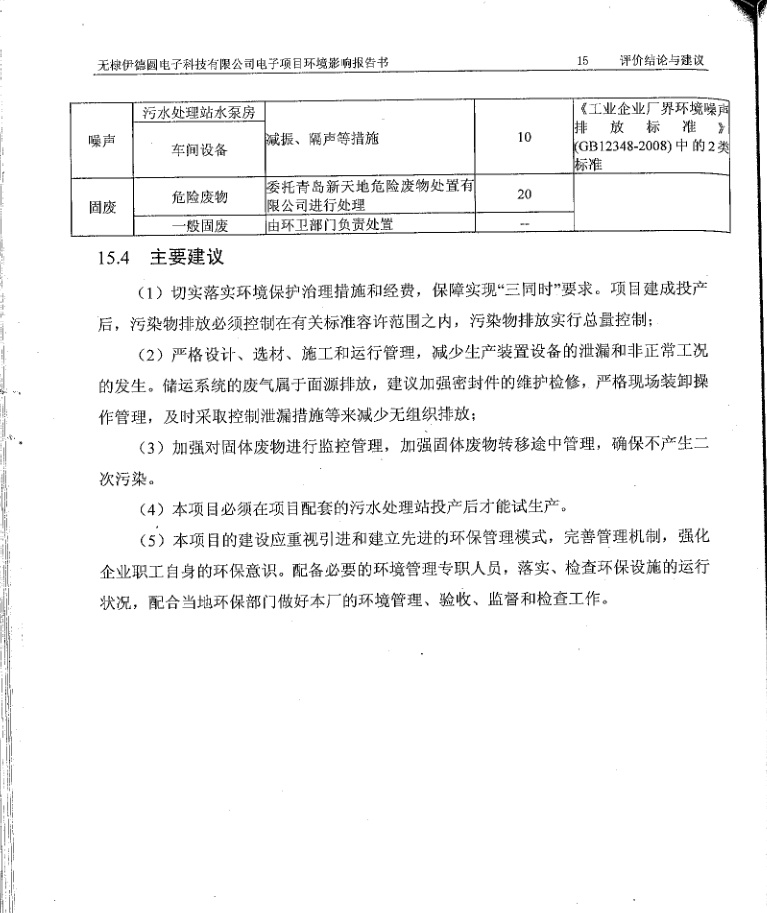 无棣伊德圆电子科技有限公司电子项目环境影响报告书 15 评价结论与建议
噪声 污水处理站水泵房 减振、隔声等措施 10 《工业企业厂界环境噪声
排放标准》
车间设备 (GB12348-2008)中的2类
标准
固废 危险废物 委托青岛新天地危险废物处置有 20
限公司进行处理
一般固废 由环卫部门负责处置 --
15.4 主要建议
（1）切实落实环境保护治理措施和经费，保障实现“三同时”要求。项目建成投产
后，污染物排放必须控制在有关标准容许范围之内，污染物排放实行总量控制；
（2）严格设计、选材、施工和运行管理，减少生产装置设备的泄漏和非正常工况
的发生。储运系统的废气属于面源排放，建议加强密封件的维护检修，严格现场装卸操
作管理，及时采取控制泄漏措施等来减少无组织排放；
（3）加强对固体废物进行监控管理，加强固体废物转移途中管理，确保不产生二
次污染。
（4）本项目必须在项目配套的污水处理站投产后才能试生产。
（5）本项目的建设应重视引进和建立先进的环保管理模式，完善管理机制，强化
企业职工自身的环保意识。配备必要的环境管理专职人员，落实、检查环保设施的运行
状况，配合当地环保部门做好本厂的环境管理、验收、监督和检查工作。